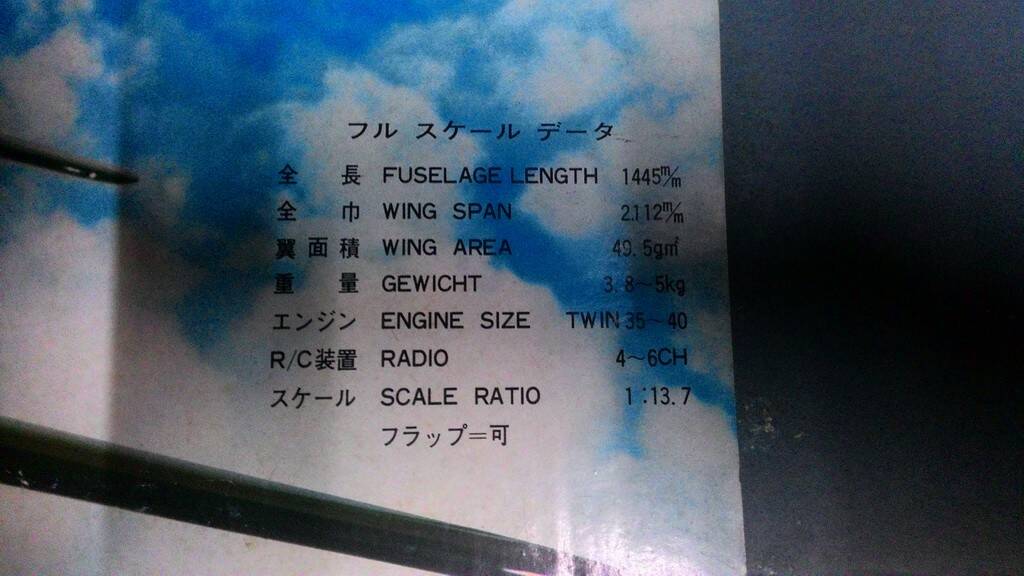 フル スケール データ
全 長 FUSELAGE LENGTH 1445m/m
全 巾 WING SPAN 2.112m/m
翼面積 WING AREA 49.5gm²
重 量 GEWICHT 3.8~5kg
エンジン ENGINE SIZE TWIN 35~40
R/C装置 RADIO 4~6CH
スケール SCALE RATIO 1:13.7
フラップ=可